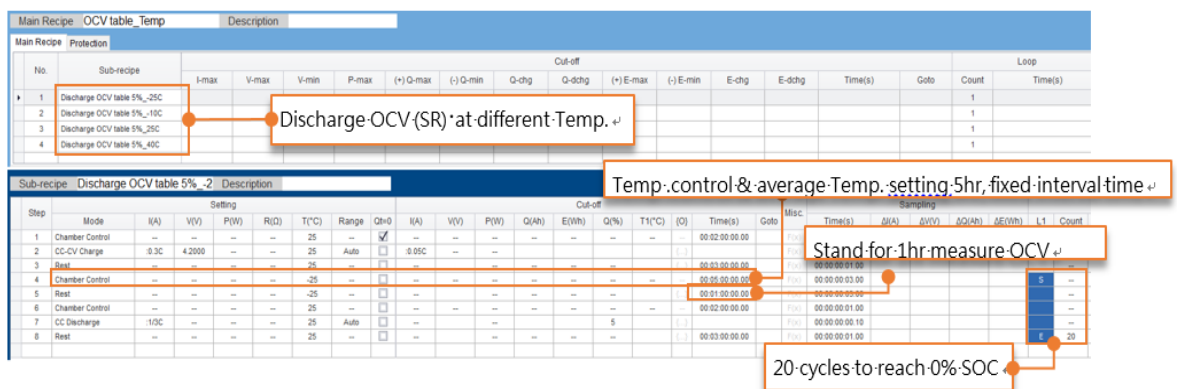 Main Recipe OCV table_Temp Description
Main Recipe Protection
No. Sub-recipe Cut-off Loop
I-max V-max V-min P-max (+) Q-max (-) Q-min Q-chg Q-dchg (+) E-max (-) E-min E-chg E-dchg Time(s) Goto Count Time(s)
1 Discharge OCV table 5%_-25C 1
2 Discharge OCV table 5%_-10C 1
3 Discharge OCV table 5%_25C 1
4 Discharge OCV table 5%_40C 1
Discharge·OCV·(SR)·at·different·Temp.
Sub-recipe Discharge OCV table 5%_-2 Description
Temp·.control·&·average·Temp.·setting·5hr,·fixed·interval·time
Step Setting Cut-off Misc. Sampling
Mode I(A) V(V) P(W) R(Ω) T(°C) Range Qt=0 I(A) V(V) P(W) Q(Ah) E(Wh) Q(%) T1(°C) {O} Time(s) Goto Time(s) ΔI(A) ΔV(V) ΔQ(Ah) ΔE(Wh) L1 Count
1 Chamber Control -- -- -- -- 25 -- -- -- -- -- -- -- -- 00:02:00:00.00
2 CC-CV Charge :0.3C 4.2000 -- -- 25 Auto :0.05C -- --
Stand·for·1hr·measure·OCV
3 Rest -- -- -- -- 25 -- -- -- -- -- -- -- 00:03:00:00.00 00:00:00:01.00 --
4 Chamber Control -- -- -- -- -25 -- -- -- -- -- -- -- -- 00:05:00:00.00 F(x) 00:00:00:03.00 S --
5 Rest -- -- -- -- -25 -- -- -- -- -- -- -- 00:01:00:00.00 --
6 Chamber Control -- -- -- -- 25 -- -- -- -- -- -- -- -- 00:02:00:00.00 F(x) 00:00:00:01.00 --
7 CC Discharge :1/3C -- -- -- 25 Auto -- -- 5 F(x) 00:00:00:00.10 --
8 Rest -- -- -- -- 25 -- -- -- -- -- -- 00:03:00:00.00 F(x) 00:00:00:01.00 E 20
20·cycles·to·reach·0%·SOC